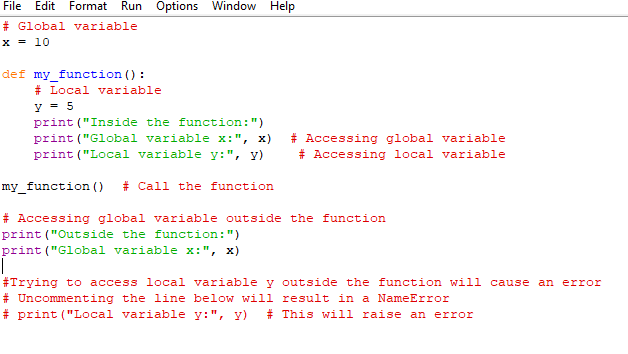 File Edit Format Run Options Window Help
# Global variable
x = 10
def my_function():
    # Local variable
    y = 5
    print("Inside the function:")
    print("Global variable x:", x)  # Accessing global variable
    print("Local variable y:", y)    # Accessing local variable
my_function()  # Call the function
# Accessing global variable outside the function
print("Outside the function:")
print("Global variable x:", x)
#Trying to access local variable y outside the function will cause an error
# Uncommenting the line below will result in a NameError
# print("Local variable y:", y)  # This will raise an error